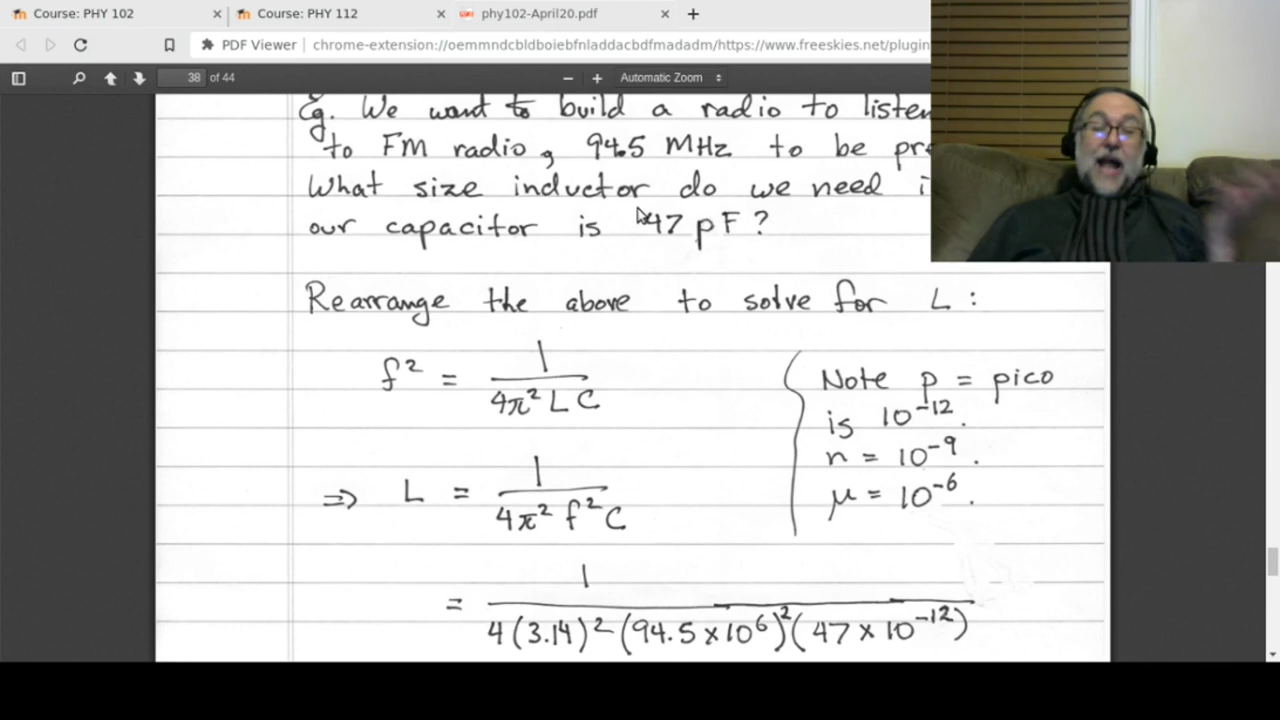 Course: PHY 102
Course: PHY 112
phy102-April20.pdf
PDF Viewer chrome-extension://oemmndcbldboiebfnladdacbdfmadadm/https://www.freeskies.net/plugin
38 of 44
Automatic Zoom
Eg. We want to build a radio to listen
to FM radio, 94.5 MHz to be
What size inductor do we need
our capacitor is 47 pF?
Rearrange the above to solve for L:
f² = 1 / 4π² L C
⇒ L = 1 / 4π² f² C
= 1 / 4(3.14)² (94.5 x 10⁶)² (47 x 10⁻¹²)
Note p = pico
is 10⁻¹².
n = 10⁻⁹.
μ = 10⁻⁶.